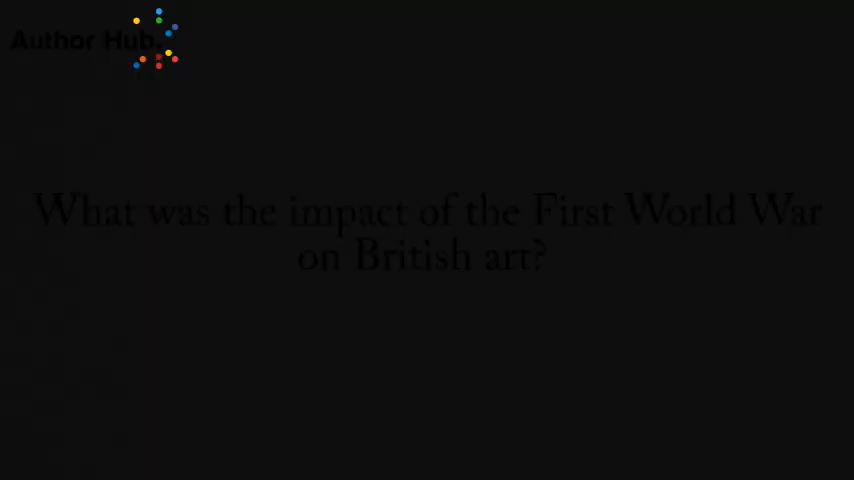 Author Hub.
What was the impact of the First World War
on British art?